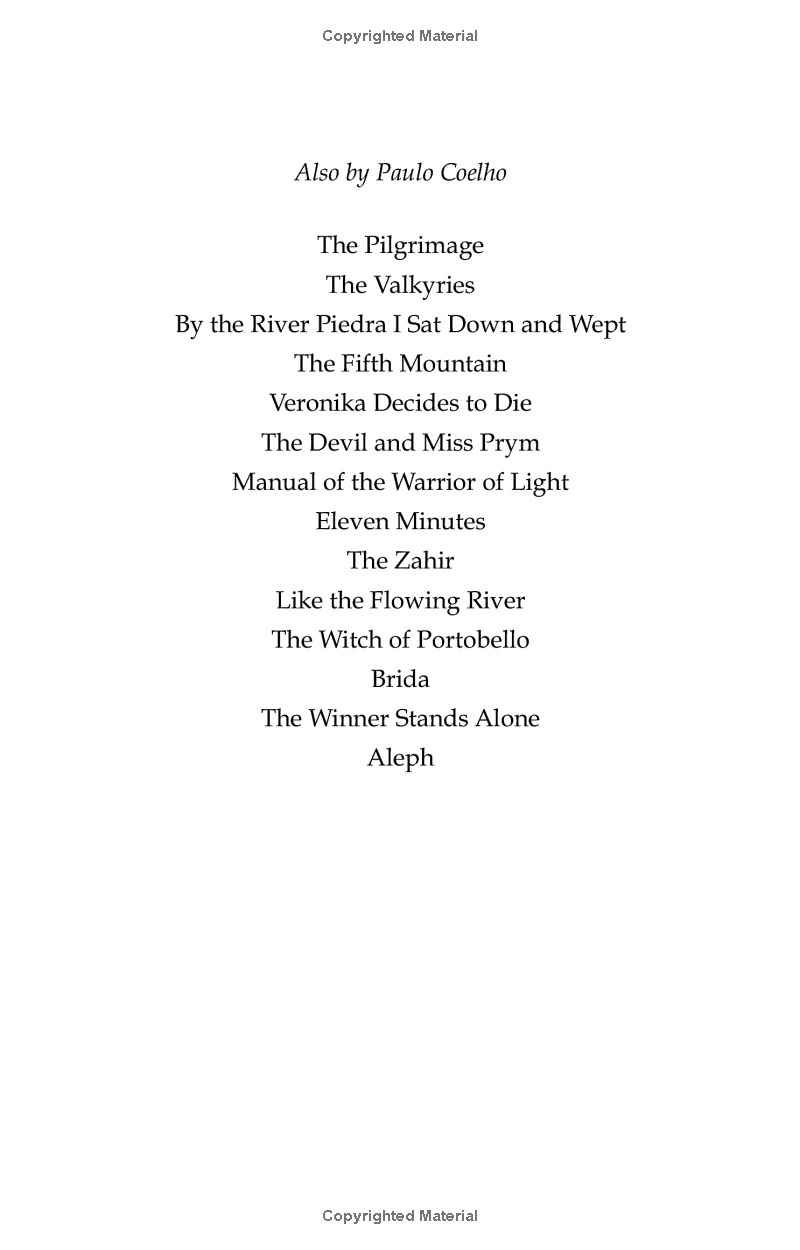 Copyrighted Material
Also by Paulo Coelho
The Pilgrimage
The Valkyries
By the River Piedra I Sat Down and Wept
The Fifth Mountain
Veronika Decides to Die
The Devil and Miss Prym
Manual of the Warrior of Light
Eleven Minutes
The Zahir
Like the Flowing River
The Witch of Portobello
Brida
The Winner Stands Alone
Aleph
Copyrighted Material